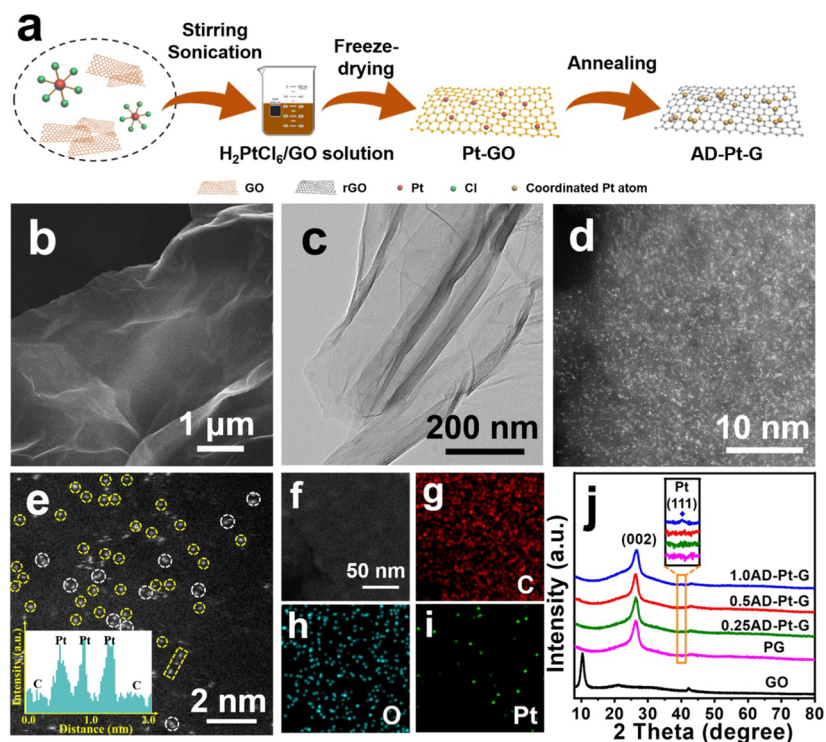 a
Stirring
Sonication
Freeze-
drying
Annealing
H2PtCl6/GO solution
Pt-GO
AD-Pt-G
GO
rGO
Pt
Cl
Coordinated Pt atom
b
1 μm
c
200 nm
d
10 nm
e
Intensity (a.u.)
Pt Pt Pt
C C
0.0 1.0 2.0
Distance (nm)
2 nm
f
50 nm
g
C
h
O
i
Pt
j
Intensity (a.u.)
Pt
(111)
(002)
1.0AD-Pt-G
0.5AD-Pt-G
0.25AD-Pt-G
PG
GO
10 20 30 40 50 60 70 80
2 Theta (degree)